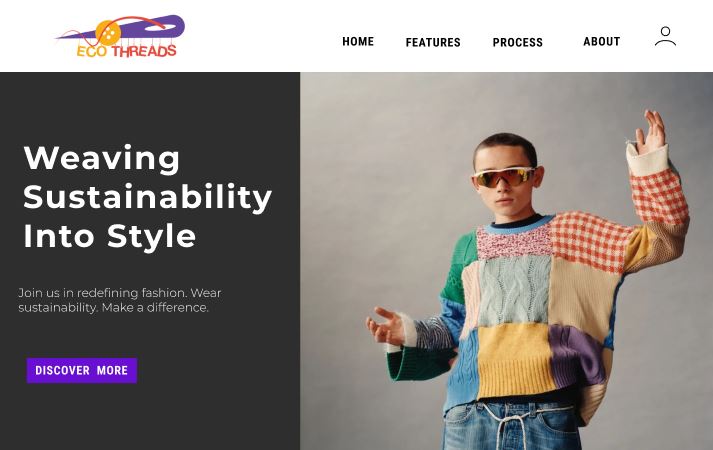 ECO THREADS
HOME FEATURES PROCESS ABOUT
Weaving
Sustainability
Into Style
Join us in redefining fashion. Wear
sustainability. Make a difference.
DISCOVER MORE